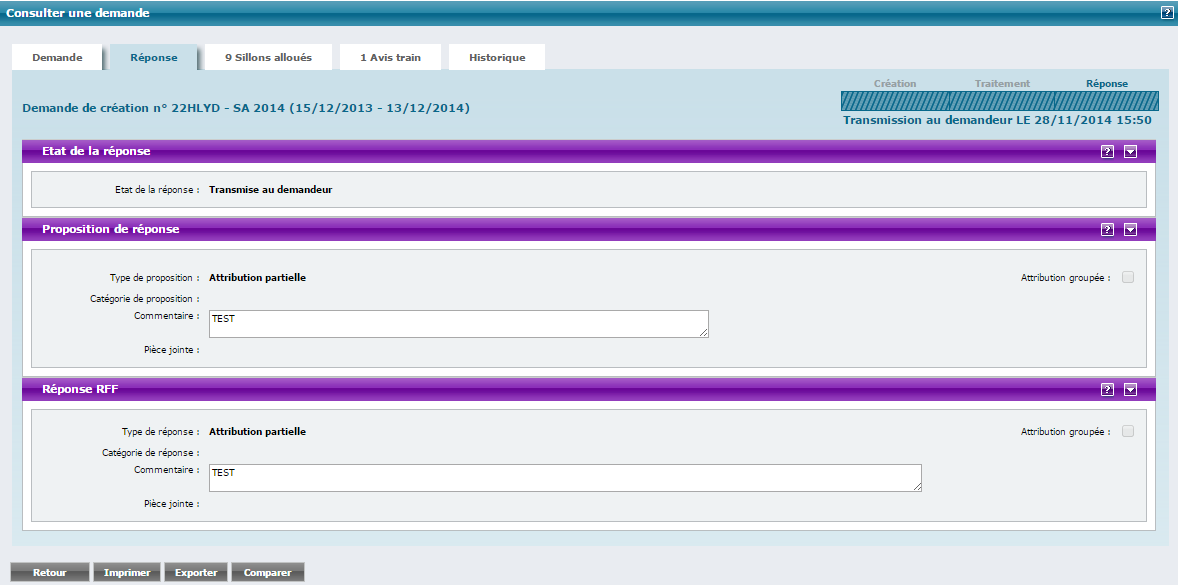 Consulter une demande ?
Demande Réponse 9 Sillons alloués 1 Avis train Historique
Création Traitement Réponse
Demande de création n° 22HLYD - SA 2014 (15/12/2013 - 13/12/2014)
Transmission au demandeur LE 28/11/2014 15:50
Etat de la réponse ?
Etat de la réponse : Transmise au demandeur
Proposition de réponse ?
Type de proposition : Attribution partielle Attribution groupée :
Catégorie de proposition :
Commentaire : TEST
Pièce jointe :
Réponse RFF ?
Type de réponse : Attribution partielle Attribution groupée :
Catégorie de réponse :
Commentaire : TEST
Pièce jointe :
Retour Imprimer Exporter Comparer